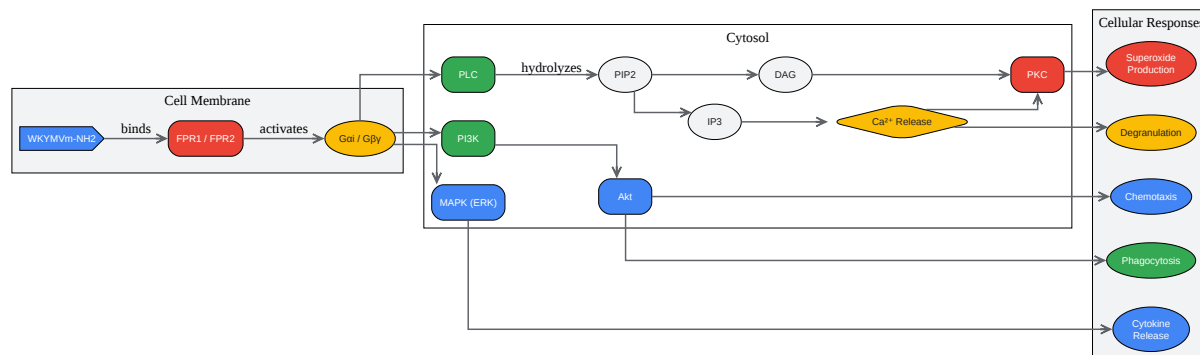 Cell Membrane
WKYMVm-NH2
binds
FPR1 / FPR2
activates
Gαi / Gβγ
Cytosol
PLC
hydrolyzes
PIP2
DAG
PKC
IP3
Ca²⁺ Release
PI3K
MAPK (ERK)
Akt
Cellular Responses
Superoxide
Production
Degranulation
Chemotaxis
Phagocytosis
Cytokine
Release